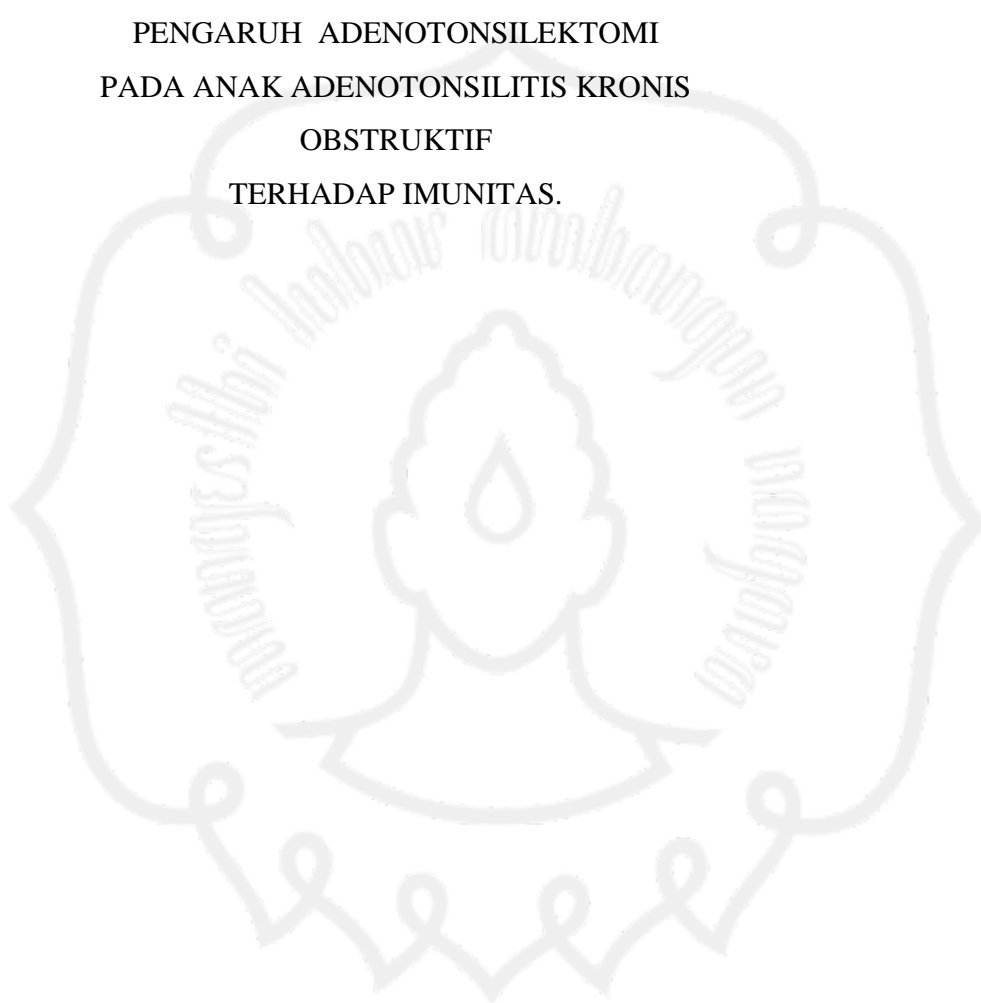 PENGARUH ADENOTONSILEKTOMI
PADA ANAK ADENOTONSILITIS KRONIS
OBSTRUKTIF
TERHADAP IMUNITAS.